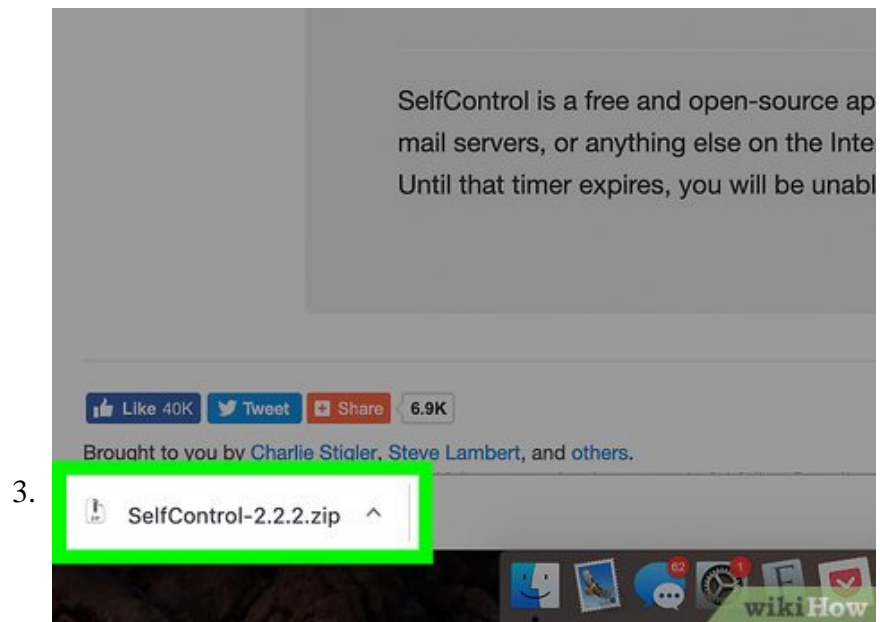 SelfControl is a free and open-source ap
mail servers, or anything else on the Inte
Until that timer expires, you will be unabl
Like 40K Tweet Share 6.9K
Brought to you by Charlie Stigler, Steve Lambert, and others.
3.
SelfControl-2.2.2.zip
62 1
wikiHow